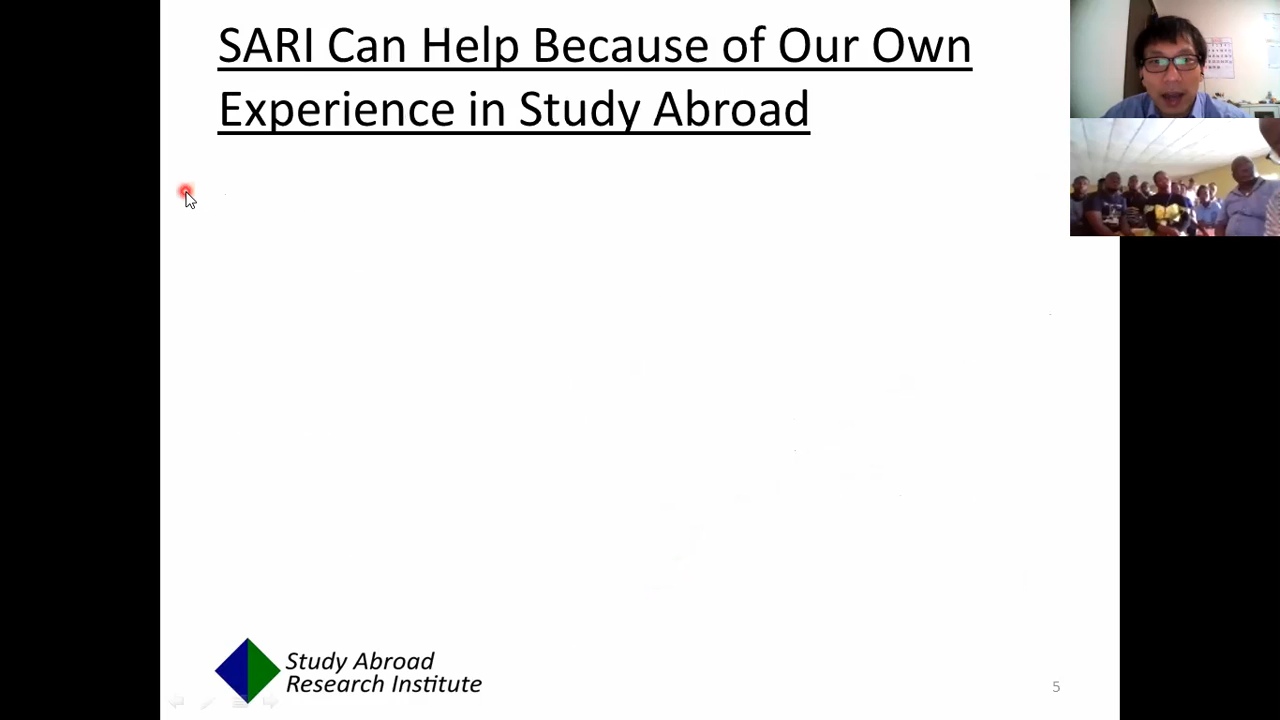 SARI Can Help Because of Our Own
Experience in Study Abroad
Study Abroad
Research Institute
5